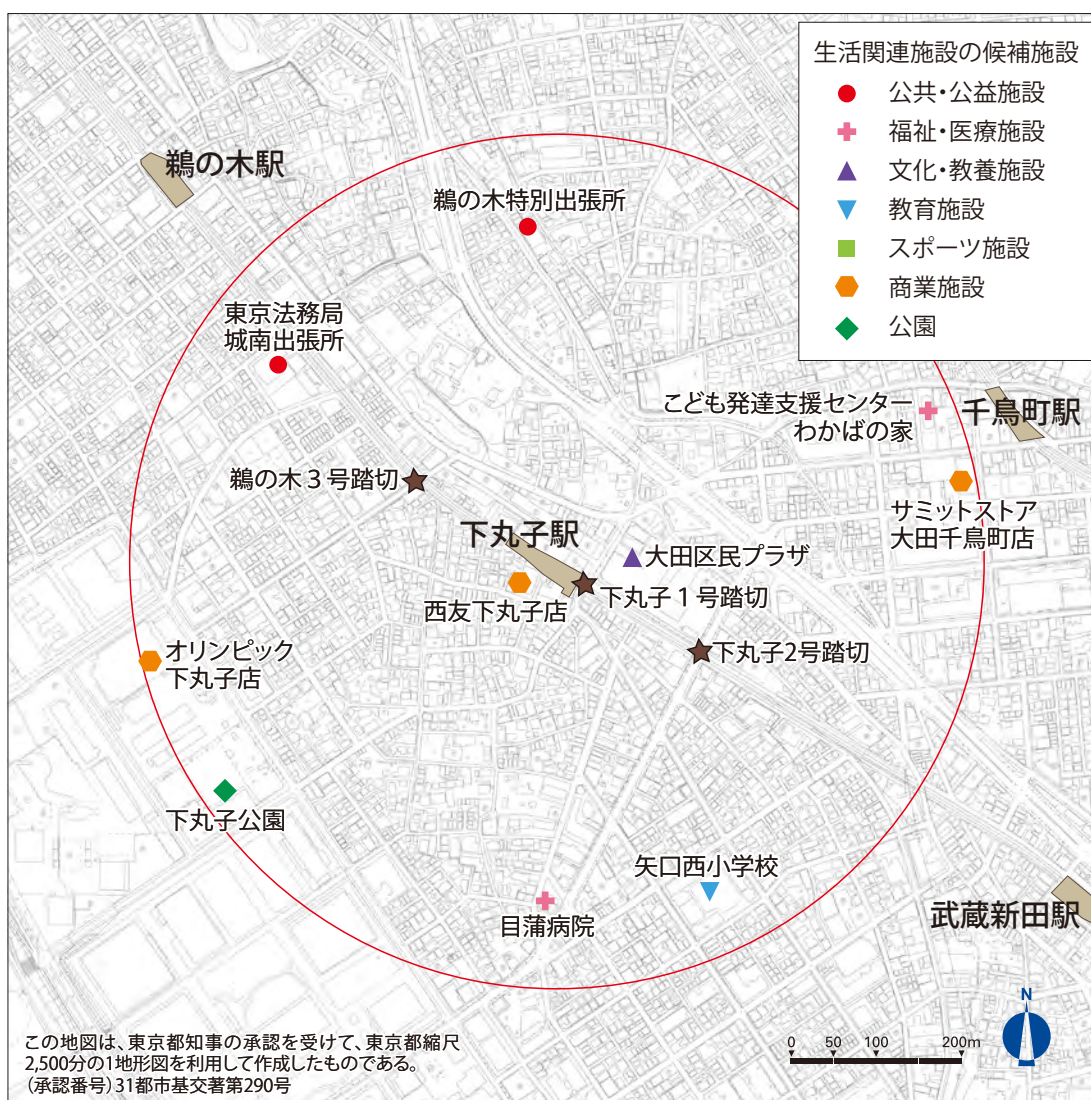 生活関連施設の候補施設
公共・公益施設
福祉・医療施設
文化・教養施設
教育施設
スポーツ施設
商業施設
公園
鵜の木駅
鵜の木特別出張所
東京法務局
城南出張所
こども発達支援センター
わかばの家
千鳥町駅
鵜の木3号踏切
サミットストア
大田千鳥町店
下丸子駅
大田区民プラザ
下丸子1号踏切
西友下丸子店
下丸子2号踏切
オリンピック
下丸子店
下丸子公園
矢口西小学校
目蒲病院
武蔵新田駅
N
0 50 100 200m
この地図は、東京都知事の承認を受けて、東京都縮尺
2,500分の1地形図を利用して作成したものである。
(承認番号)31都市基交著第290号